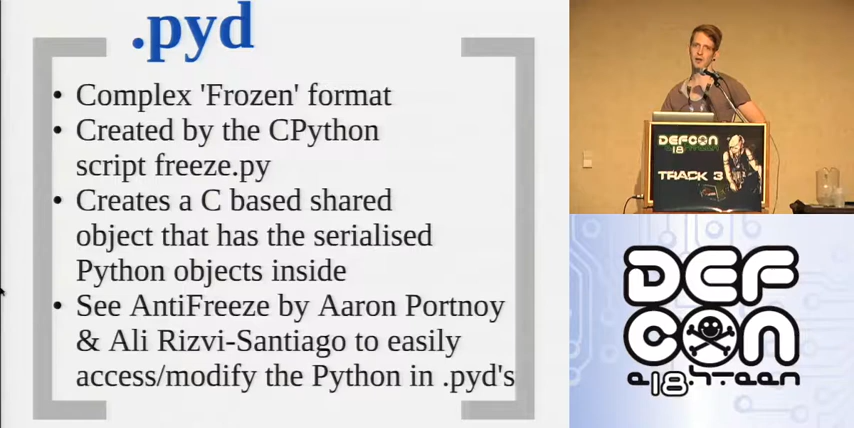 .pyd
• Complex 'Frozen' format
• Created by the CPython
script freeze.py
• Creates a C based shared
object that has the serialised
Python objects inside
• See AntiFreeze by Aaron Portnoy
& Ali Rizvi-Santiago to easily
access/modify the Python in .pyd's
DEFCON
18
TRACK 3
DEF
CON
e18hteen